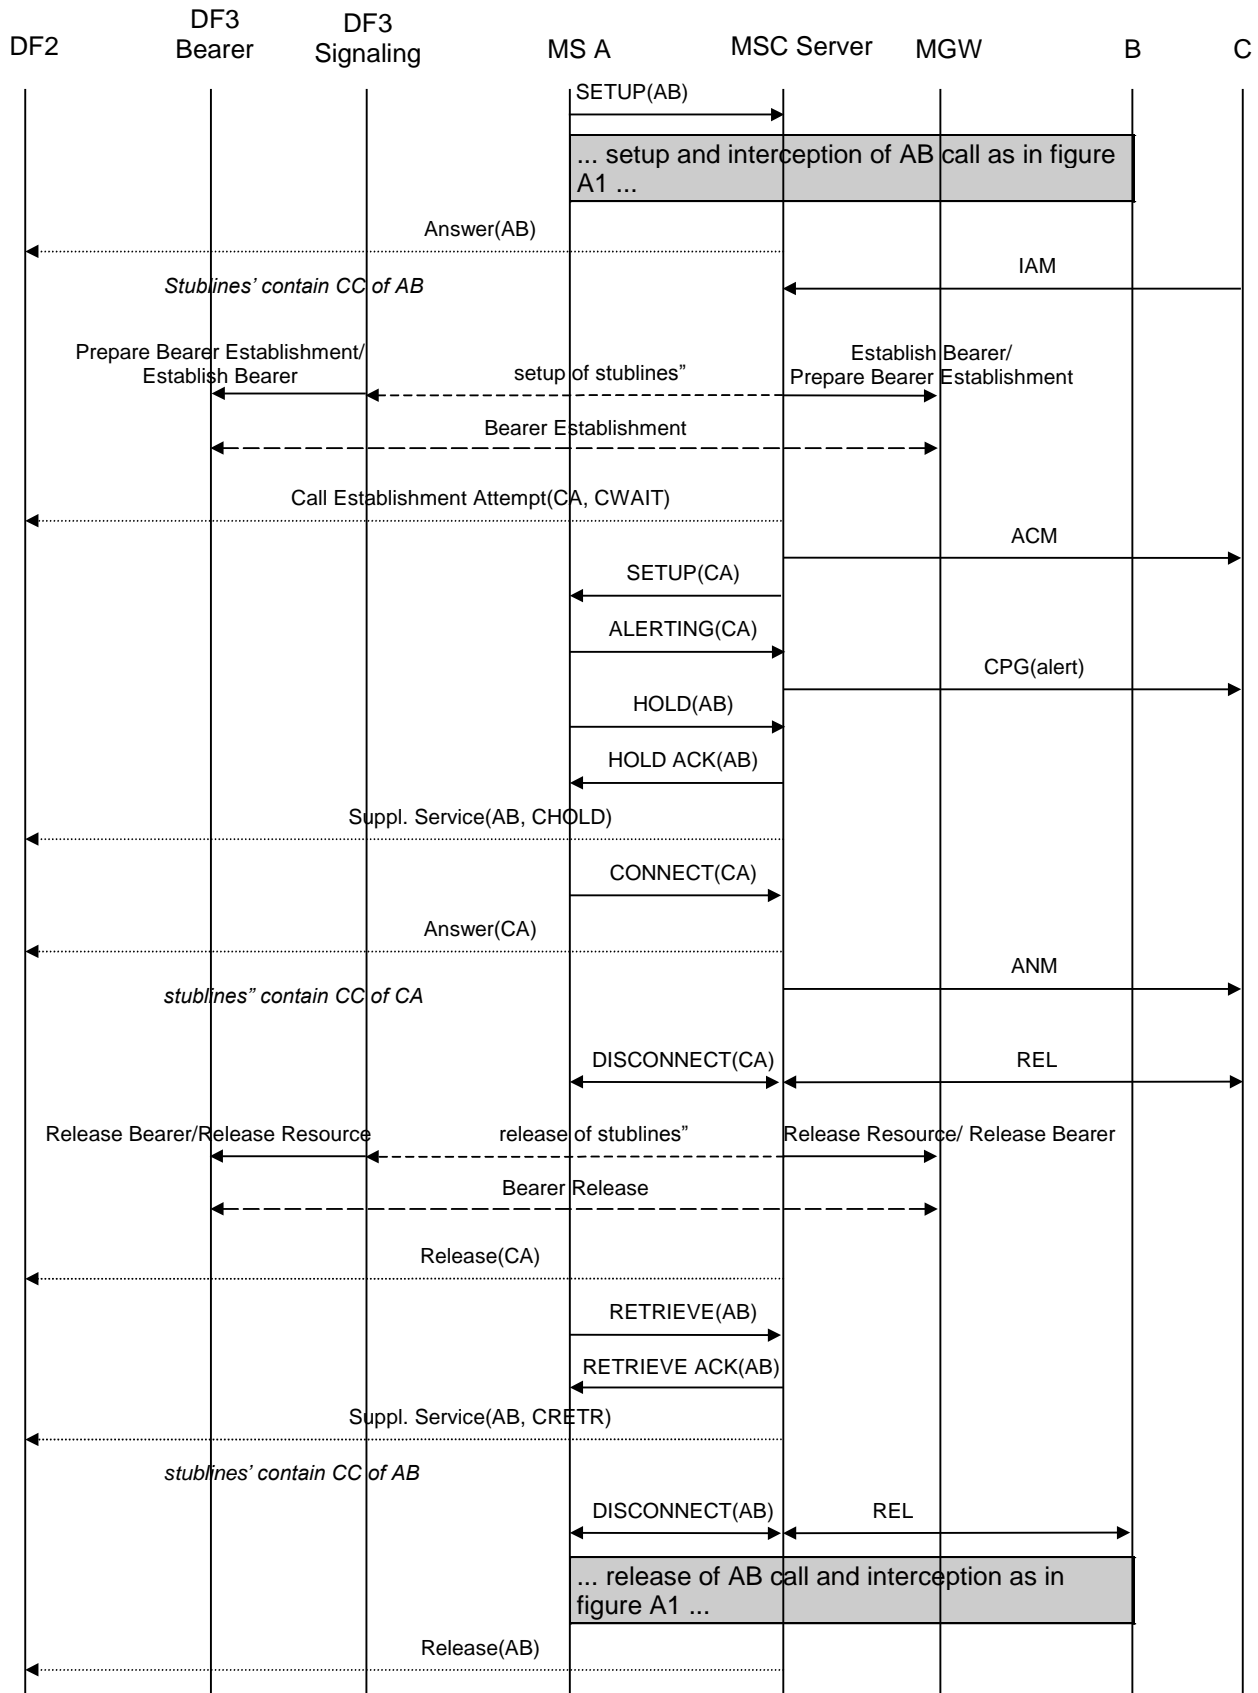 DF2
DF3
Bearer
DF3
Signaling
MS A
MSC Server
MGW
B
C
SETUP(AB)
... setup and interception of AB call as in figure
A1 ...
Answer(AB)
IAM
Stublines’ contain CC of AB
Prepare Bearer Establishment/
Establish Bearer
setup of stublines”
Establish Bearer/
Prepare Bearer Establishment
Bearer Establishment
Call Establishment Attempt(CA, CWAIT)
ACM
SETUP(CA)
ALERTING(CA)
CPG(alert)
HOLD(AB)
HOLD ACK(AB)
Suppl. Service(AB, CHOLD)
CONNECT(CA)
Answer(CA)
ANM
stublines” contain CC of CA
DISCONNECT(CA)
REL
Release Bearer/Release Resource
release of stublines”
Release Resource/ Release Bearer
Bearer Release
Release(CA)
RETRIEVE(AB)
RETRIEVE ACK(AB)
Suppl. Service(AB, CRETR)
stublines’ contain CC of AB
DISCONNECT(AB)
REL
... release of AB call and interception as in
figure A1 ...
Release(AB)